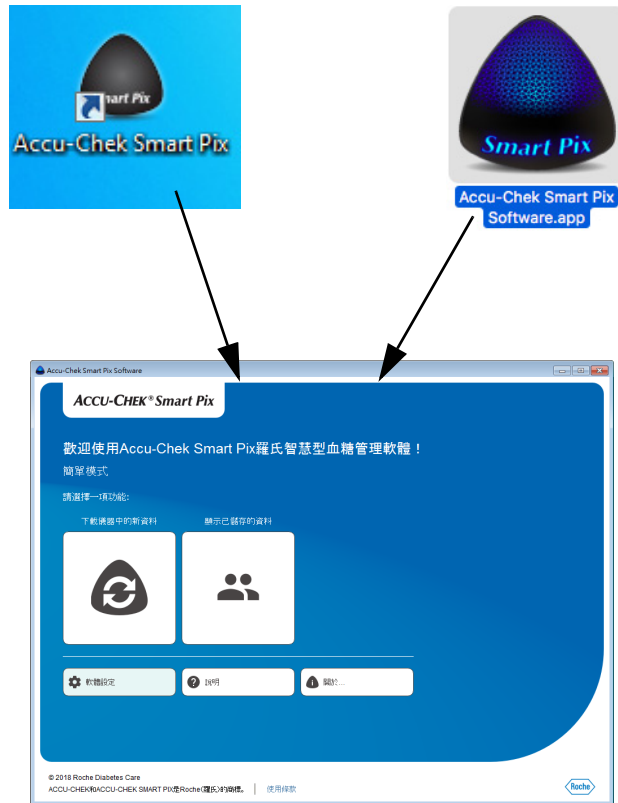 mart Pix
Accu-Chek Smart Pix
Smart Pix
Accu-Chek Smart Pix
Software.app
Accu-Chek Smart Pix Software
ACCU-CHEK® Smart Pix
歡迎使用Accu-Chek Smart Pix羅氏智慧型血糖管理軟體！
簡單模式
請選擇一項功能:
下載儀器中的新資料
顯示已儲存的資料
軟體設定
? 說明
i 關於...
© 2018 Roche Diabetes Care
ACCU-CHEK和ACCU-CHEK SMART PIX是Roche(羅氏)的商標。 | 使用條款
Roche